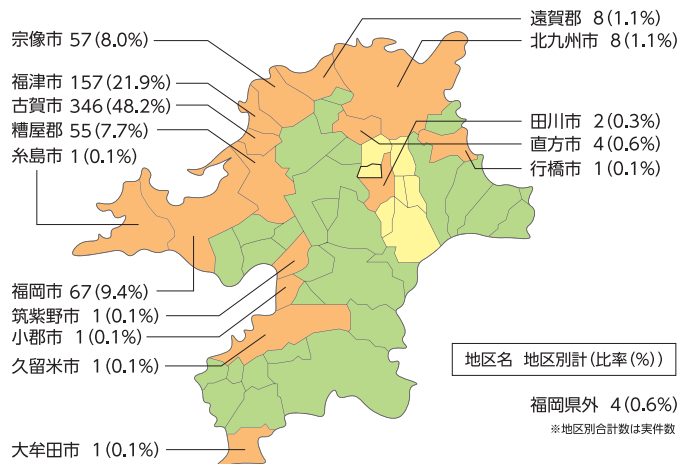 宗像市 57(8.0%)
福津市 157(21.9%)
古賀市 346(48.2%)
糟屋郡 55(7.7%)
糸島市 1(0.1%)
遠賀郡 8(1.1%)
北九州市 8(1.1%)
田川市 2(0.3%)
直方市 4(0.6%)
行橋市 1(0.1%)
福岡市 67(9.4%)
筑紫野市 1(0.1%)
小郡市 1(0.1%)
久留米市 1(0.1%)
大牟田市 1(0.1%)
地区名 地区別計(比率(%))
福岡県外 4(0.6%)
※地区別合計数は実件数